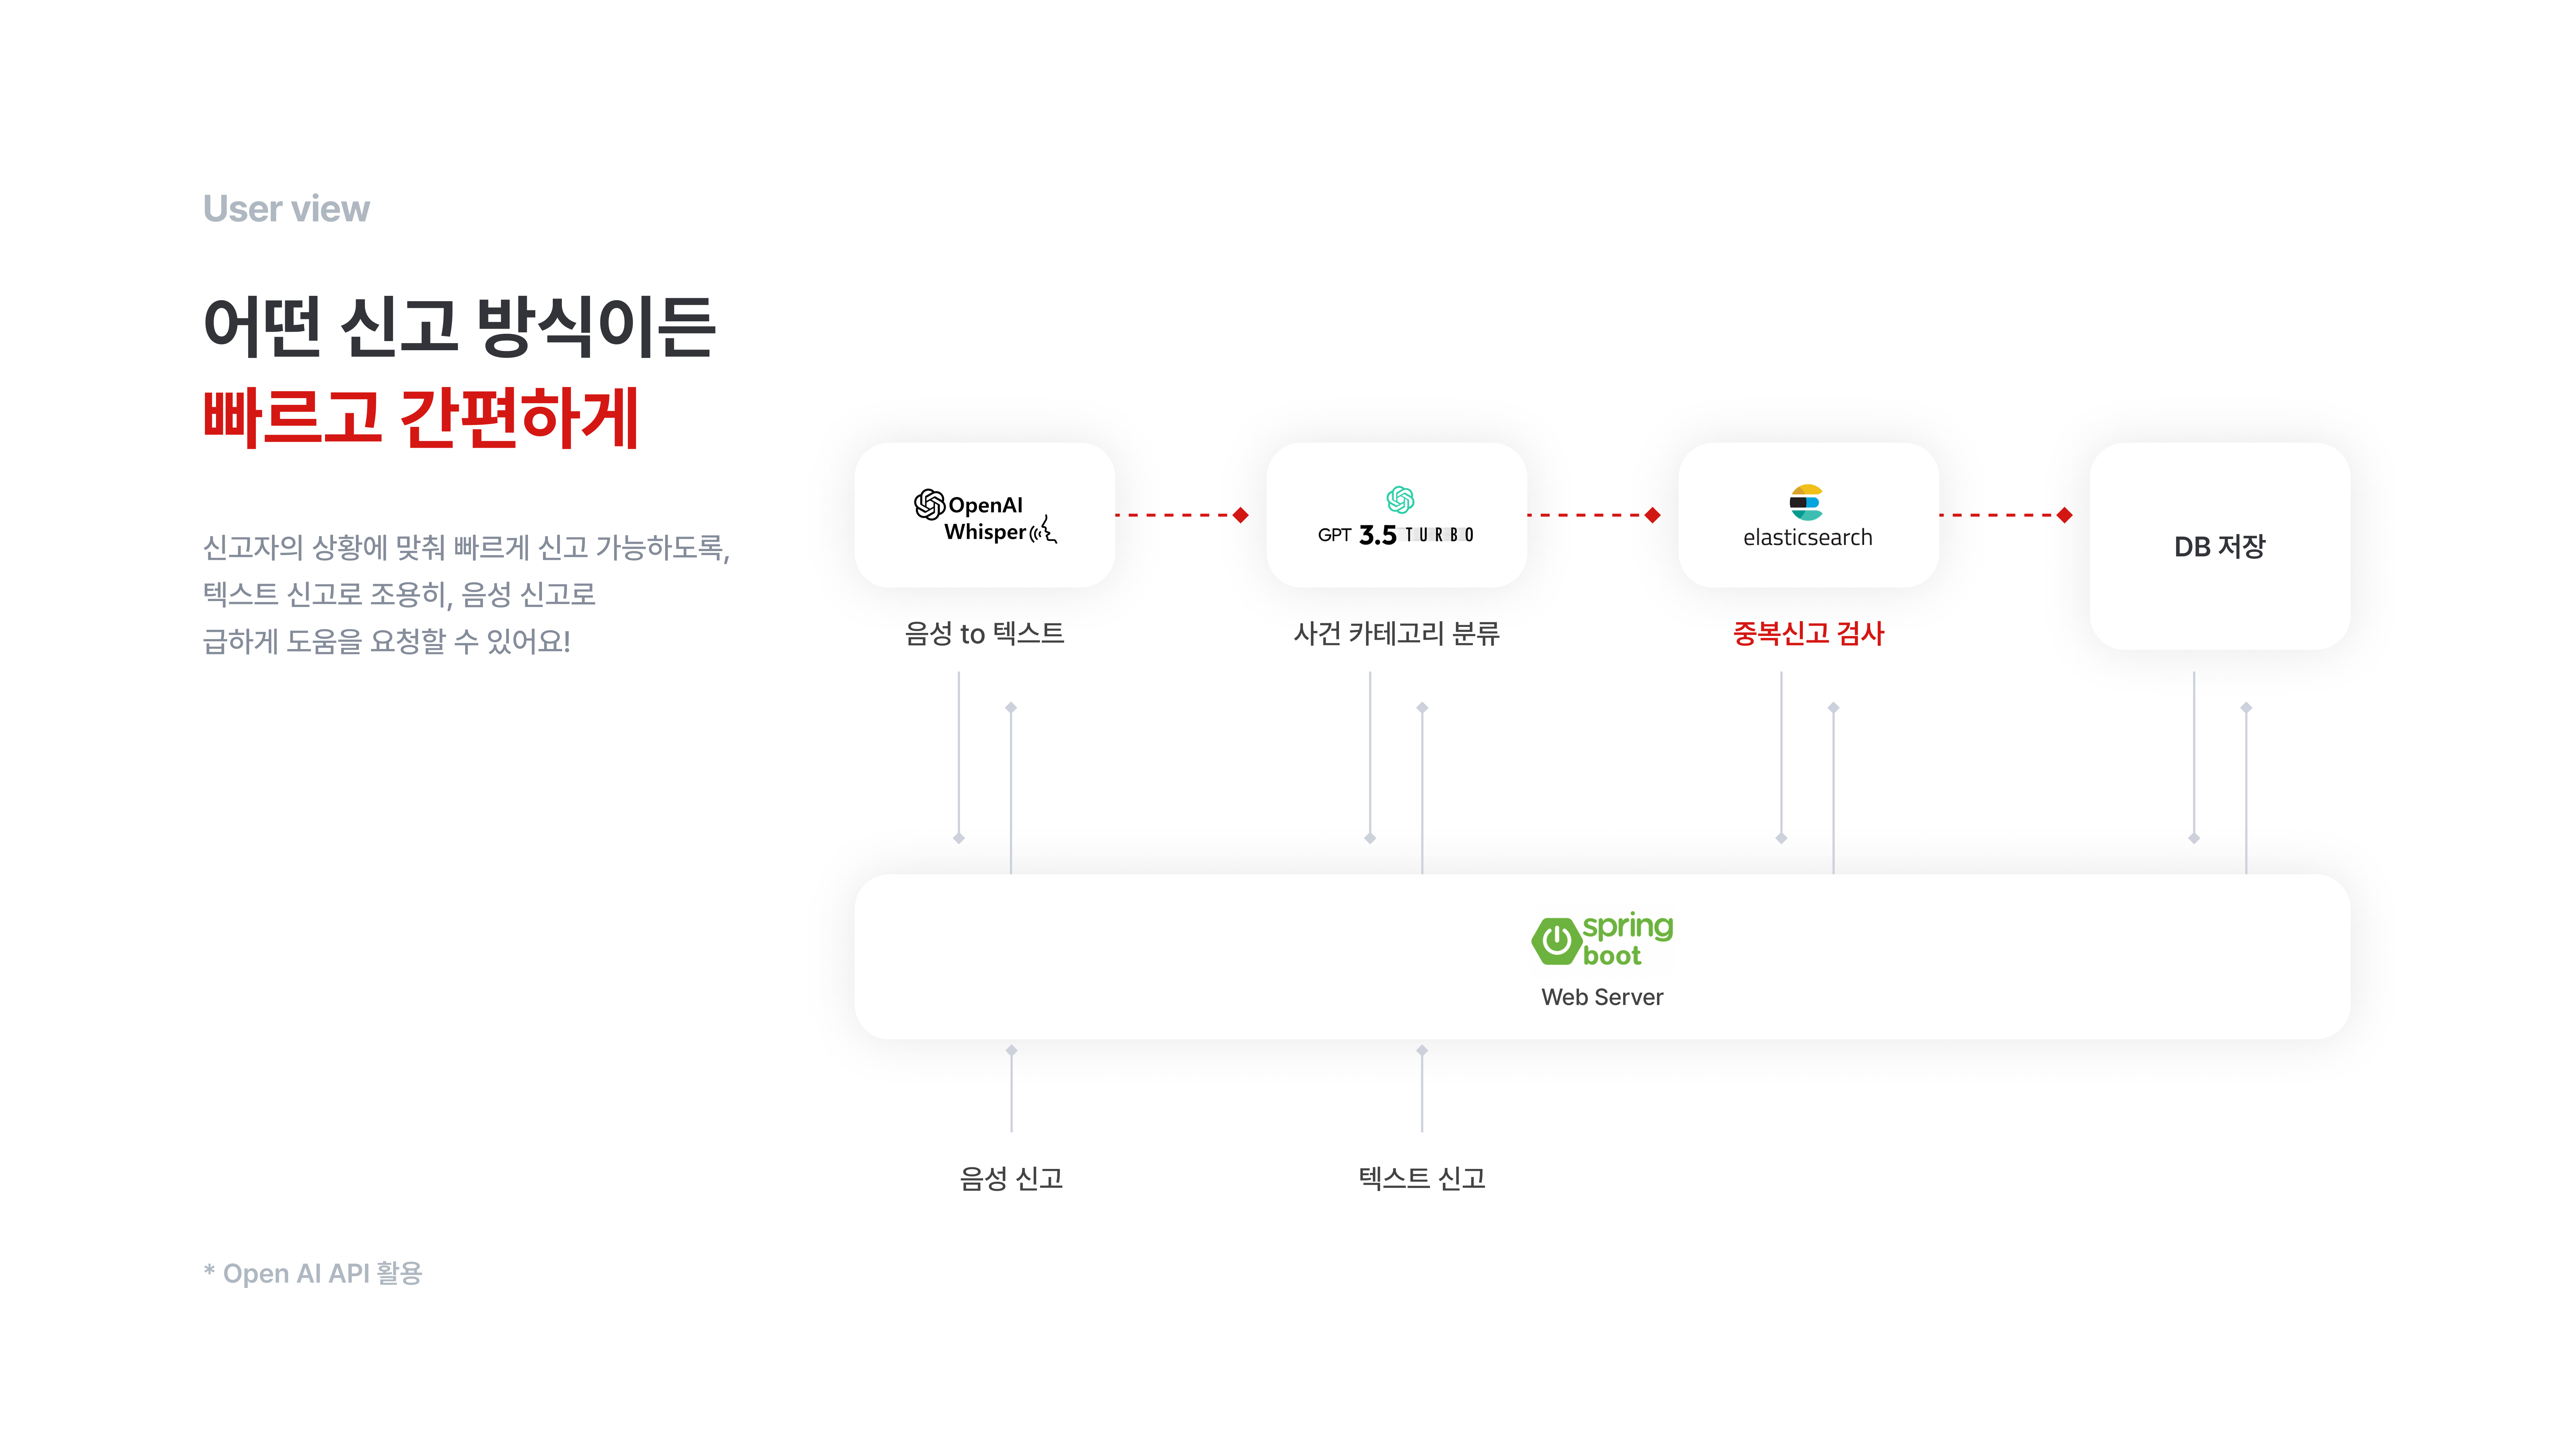 User view
어떤 신고 방식이든
빠르고 간편하게
신고자의 상황에 맞춰 빠르게 신고 가능하도록,
텍스트 신고로 조용히, 음성 신고로
급하게 도움을 요청할 수 있어요!
OpenAI
Whisper
음성 to 텍스트
GPT 3.5 TURBO
사건 카테고리 분류
elasticsearch
중복신고 검사
DB 저장
spring
boot
Web Server
음성 신고
텍스트 신고
* Open AI API 활용